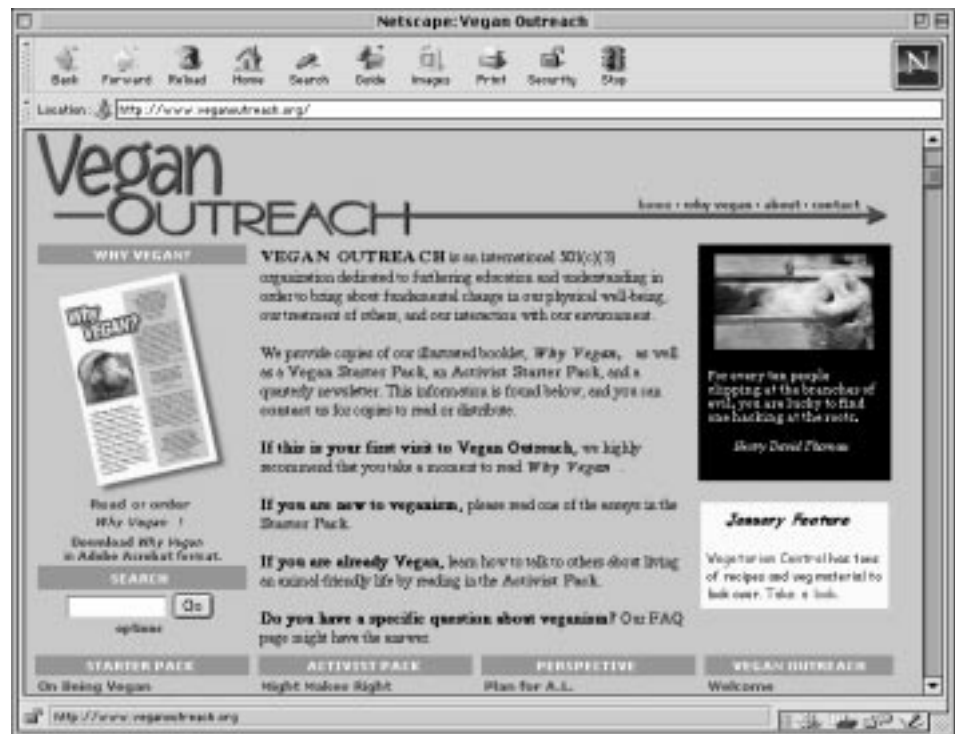 Netscape: Vegan Outreach
Back Forward Reload Home Search Guide Images Print Security Stop
N
Location: http://www.veganoutreach.org/
Vegan
OUTREACH
home • why vegan • about • contact
WHY VEGAN?
Why
VEGAN?
Read or order
Why Vegan !
Download Why Vegan
in Adobe Acrobat format.
SEARCH
Go
options
VEGAN OUTREACH is an international 501(c)(3)
organization dedicated to furthering education and understanding in
order to bring about fundamental change in our physical well-being,
our treatment of others, and our interaction with our environment.
We provide copies of our illustrated booklet, Why Vegan, as well
as a Vegan Starter Pack, an Activist Starter Pack, and a
quarterly newsletter. This information is found below, and you can
contact us for copies to read or distribute.
If this is your first visit to Vegan Outreach, we highly
recommend that you take a moment to read Why Vegan .
If you are new to veganism, please read one of the essays in the
Starter Pack.
If you are already Vegan, learn how to talk to others about living
an animal-friendly life by reading in the Activist Pack.
Do you have a specific question about veganism? Our FAQ
page might have the answer.
For every ten people
clipping at the branches of
evil, you are lucky to find
one hacking at the roots.
Henry David Thoreau
January Feature
Vegetarian Central has tons
of recipes and veg material to
look over. Take a look.
STARTER PACK ACTIVIST PACK PERSPECTIVE VEGAN OUTREACH
On Being Vegan Might Makes Right Plan for A.L. Welcome
http://www.veganoutreach.org